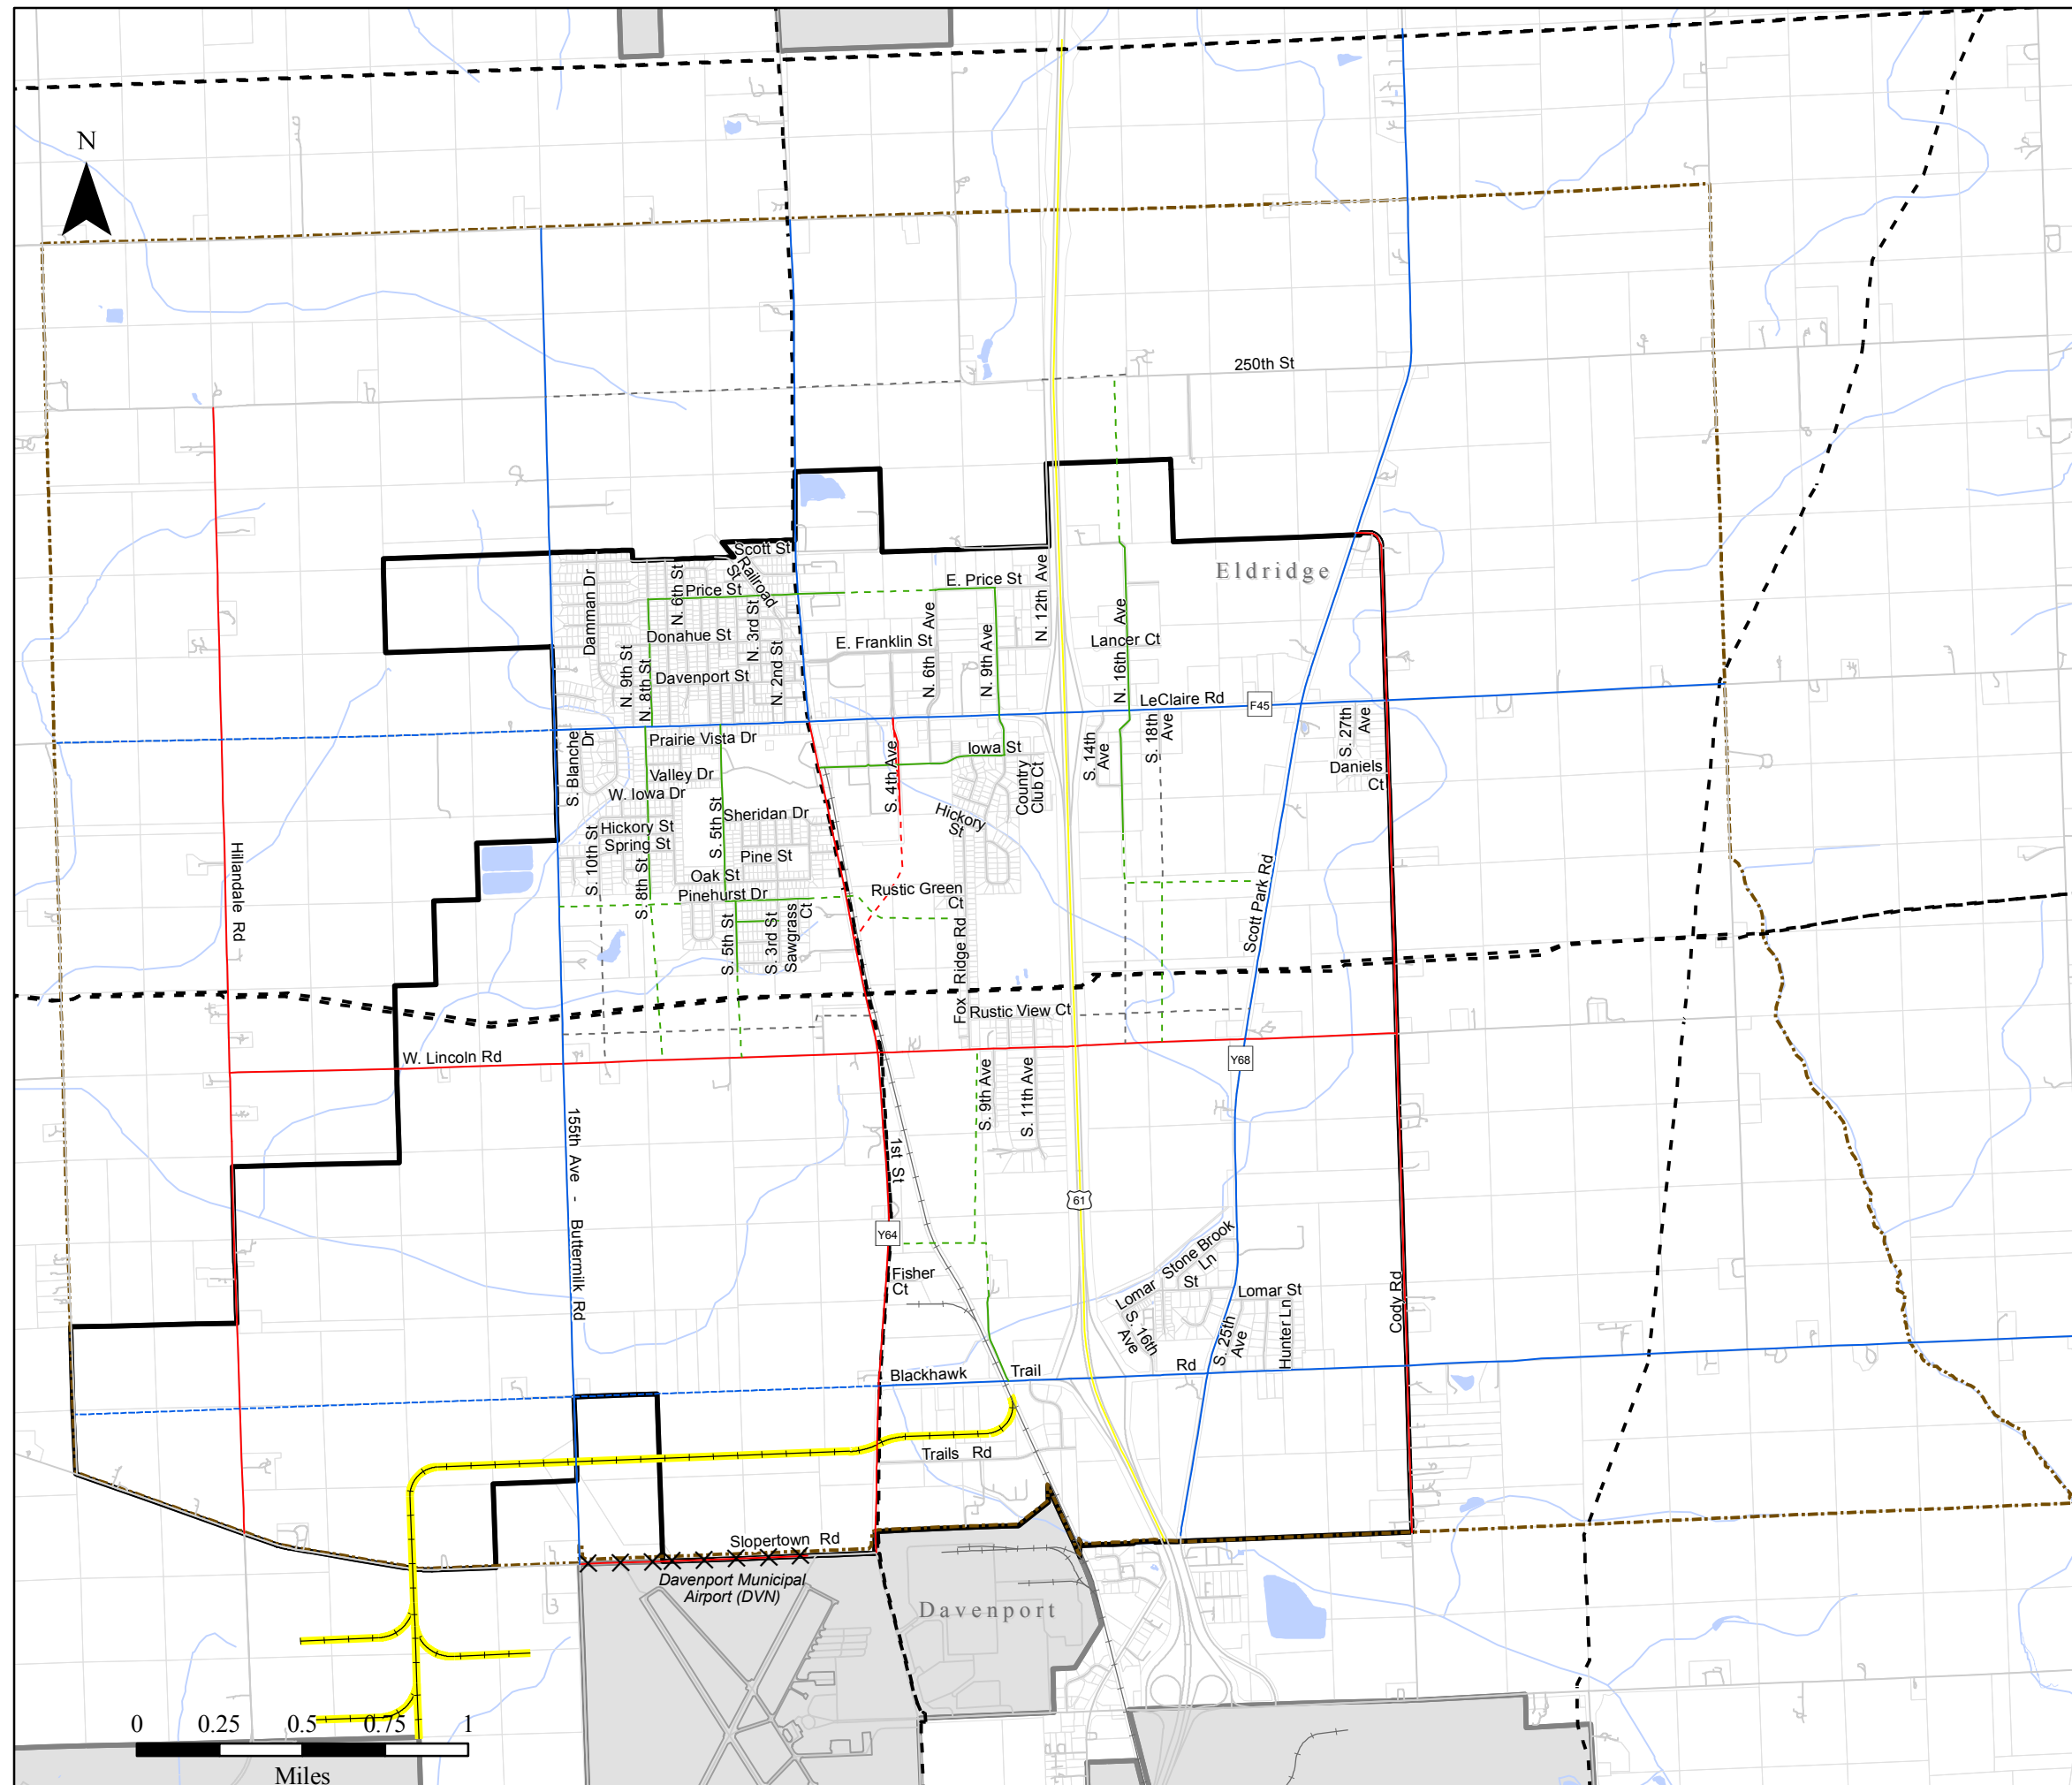 N
250th St
Eldridge
Scott St
Railroad
St
Dammian Dr
N. 6th St
Price St
E. Price St
N. 12th Ave
N. 3rd St
Donahue St
E. Franklin St
N. 6th Ave
N. 9th Ave
N. 16th Ave
Lancer Ct
N. 9th St
N. 8th St
Davenport St
N. 2nd St
LeClaire Rd
F45
S. Blanche
Dr
Prairie Vista Dr
Iowa St
S. 14th
Ave
S. 18th
Ave
S. 27th
Ave
Daniels
Ct
Valley Dr
W. Iowa Dr
S. 4th Ave
Country
Club Ct
Hickory
St
Sheridan Dr
S. 5th St
Hickory St
Spring St
S. 10th St
Pine St
Oak St
Pinehurst Dr
S. 8th St
Rustic Green
Ct
Hillandale Rd
Scott Park Rd
S. 5th St
S. 3rd St
Sawgrass
Ct
Fox Ridge Rd
Rustic View Ct
W. Lincoln Rd
Y68
S. 9th Ave
S. 11th Ave
155th Ave - Buttermilk Rd
1st St
61
Y64
Stone Brook
Ln
Lomar St
Fisher
Ct
Lomar St
S. 16th
Ave
S. 25th
Ave
Hunter Ln
Cody Rd
Blackhawk Trail Rd
Trails Rd
Slopertown Rd
Davenport Municipal
Airport (DVN)
Davenport
0 0.25 0.5 0.75 1
Miles